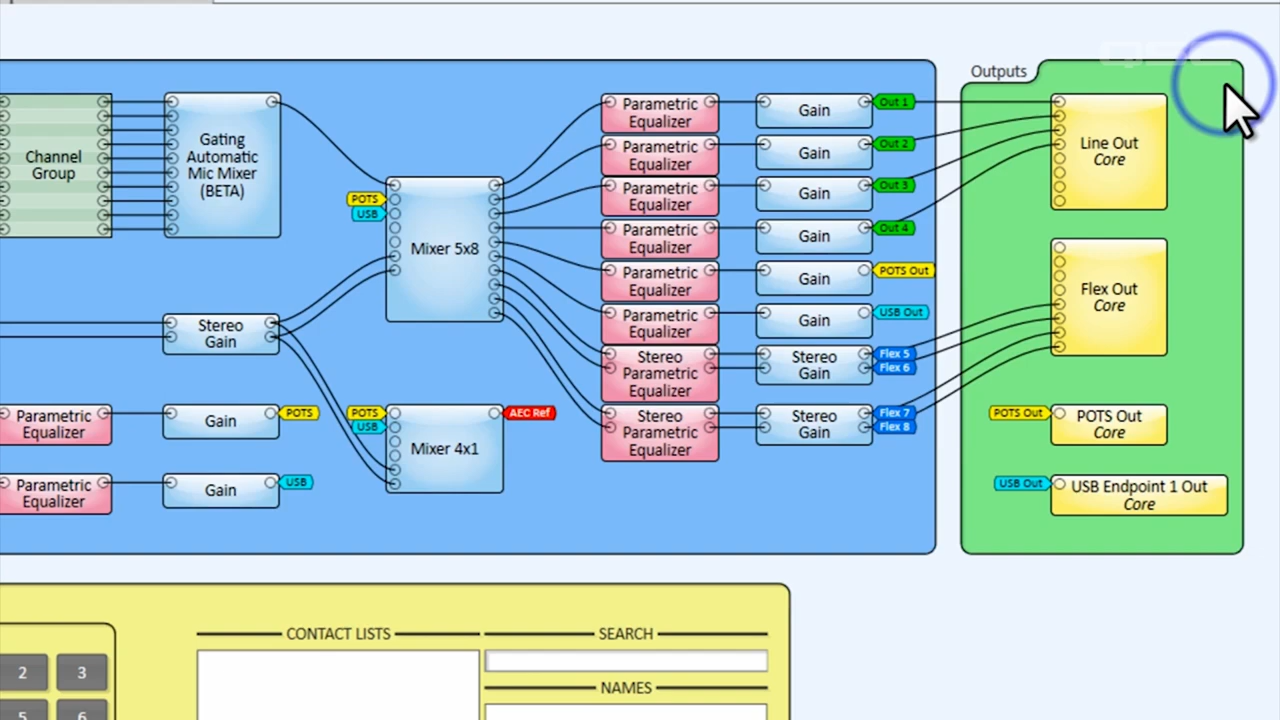 QSC
Outputs
Channel
Group
Gating
Automatic
Mic Mixer
(BETA)
POTS
USB
Mixer 5x8
Parametric
Equalizer
Gain
Out 1
Parametric
Equalizer
Gain
Out 2
Parametric
Equalizer
Gain
Out 3
Parametric
Equalizer
Gain
Out 4
Parametric
Equalizer
Gain
POTS Out
Parametric
Equalizer
Gain
USB Out
Stereo
Parametric
Equalizer
Stereo
Gain
Flex 5
Flex 6
Stereo
Parametric
Equalizer
Stereo
Gain
Flex 7
Flex 8
Line Out
Core
Flex Out
Core
POTS Out
POTS Out
Core
USB Out
USB Endpoint 1 Out
Core
Stereo
Gain
Parametric
Equalizer
Gain
POTS
POTS
USB
Mixer 4x1
AEC Ref
Parametric
Equalizer
Gain
USB
CONTACT LISTS
SEARCH
NAMES
2
3
5
6